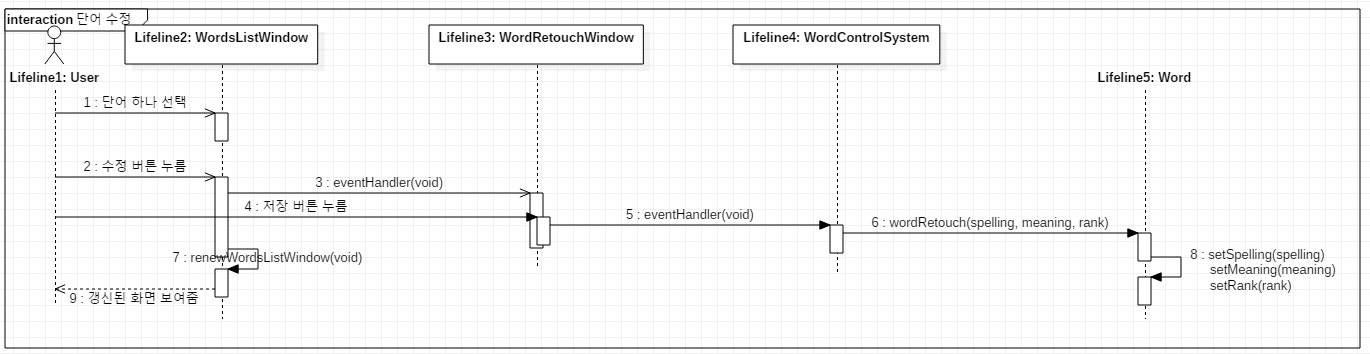 interaction 단어 수정
Lifeline2: WordsListWindow
Lifeline3: WordRetouchWindow
Lifeline4: WordControlSystem
Lifeline1: User
Lifeline5: Word
1 : 단어 하나 선택
2 : 수정 버튼 누름
3 : eventHandler(void)
4 : 저장 버튼 누름
5 : eventHandler(void)
6 : wordRetouch(spelling, meaning, rank)
7 : renewWordsListWindow(void)
8 : setSpelling(spelling)
setMeaning(meaning)
setRank(rank)
9 : 갱신된 화면 보여줌